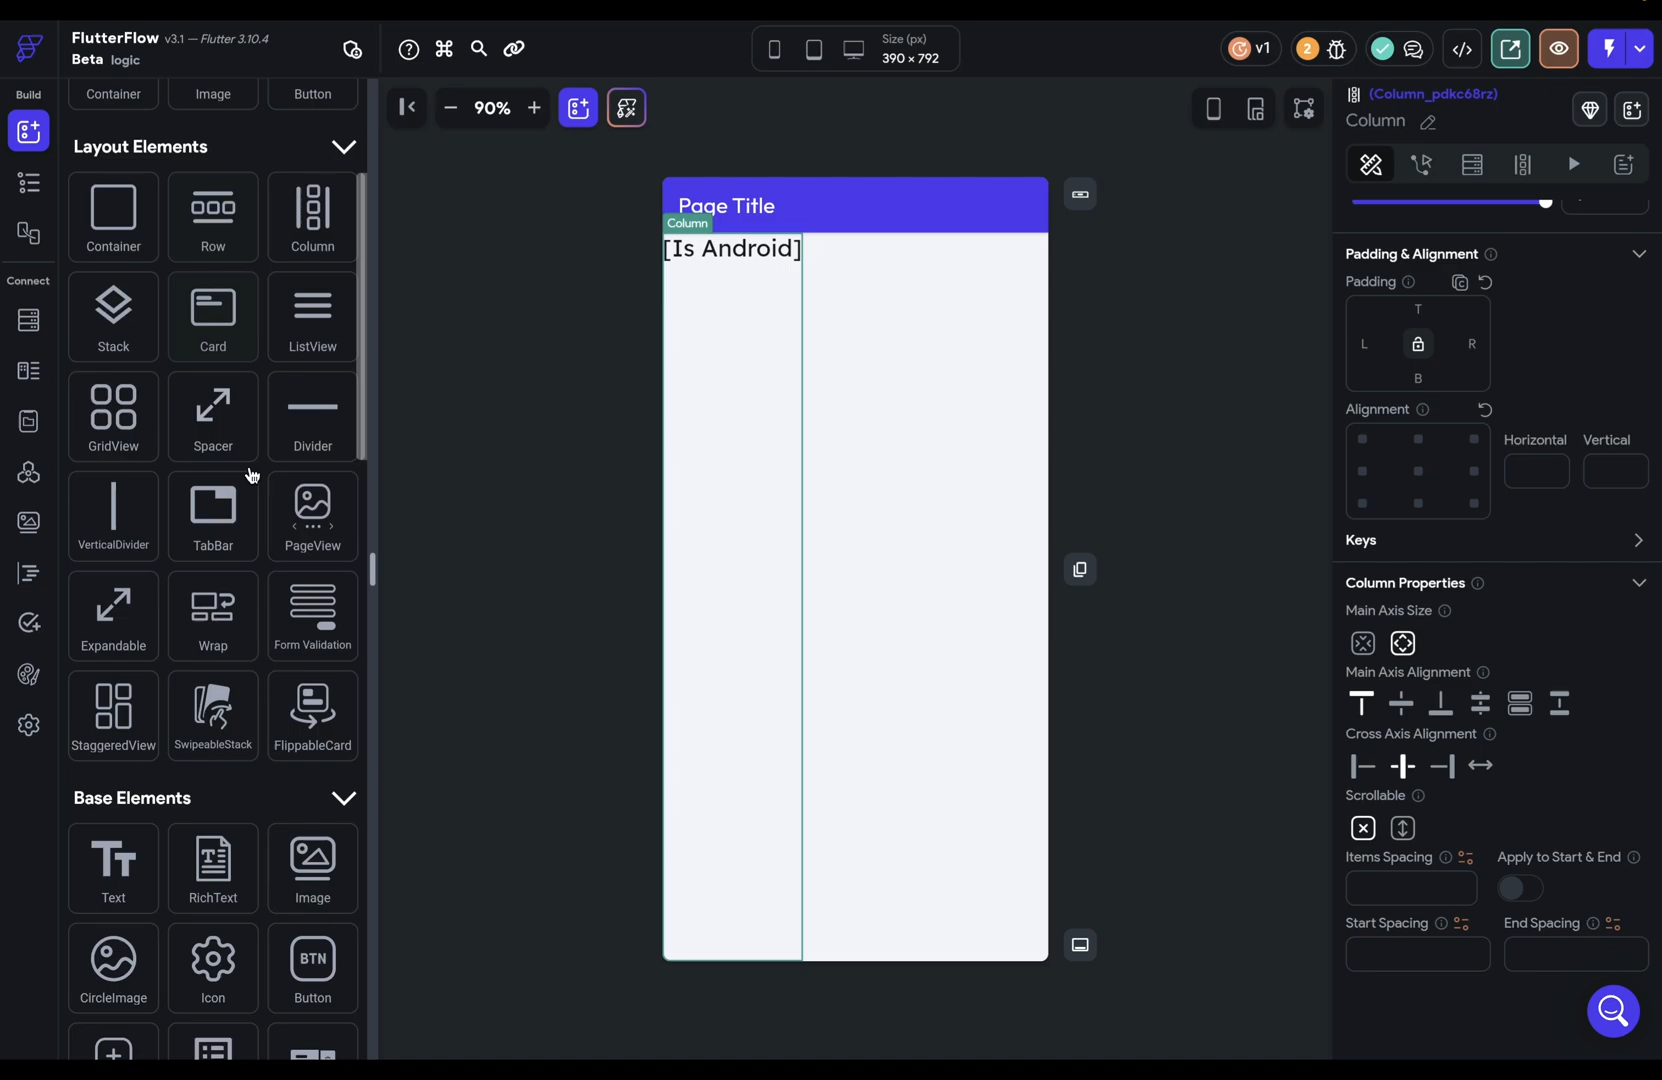 FlutterFlow v3.1 — Flutter 3.10.4
Beta logic
Size (px)
390 × 792
v1
2
Build
Connect
Container
Image
Button
Layout Elements
Container
Row
Column
Stack
Card
ListView
GridView
Spacer
Divider
VerticalDivider
TabBar
PageView
Expandable
Wrap
Form Validation
StaggeredView
SwipeableStack
FlippableCard
Base Elements
Text
RichText
Image
CircleImage
Icon
BTN
Button
90%
Page Title
Column
[Is Android]
(Column_pdkc68rz)
Column
Padding & Alignment
Padding
T
L
R
B
Alignment
Horizontal
Vertical
Keys
Column Properties
Main Axis Size
Main Axis Alignment
Cross Axis Alignment
Scrollable
Items Spacing
Apply to Start & End
Start Spacing
End Spacing